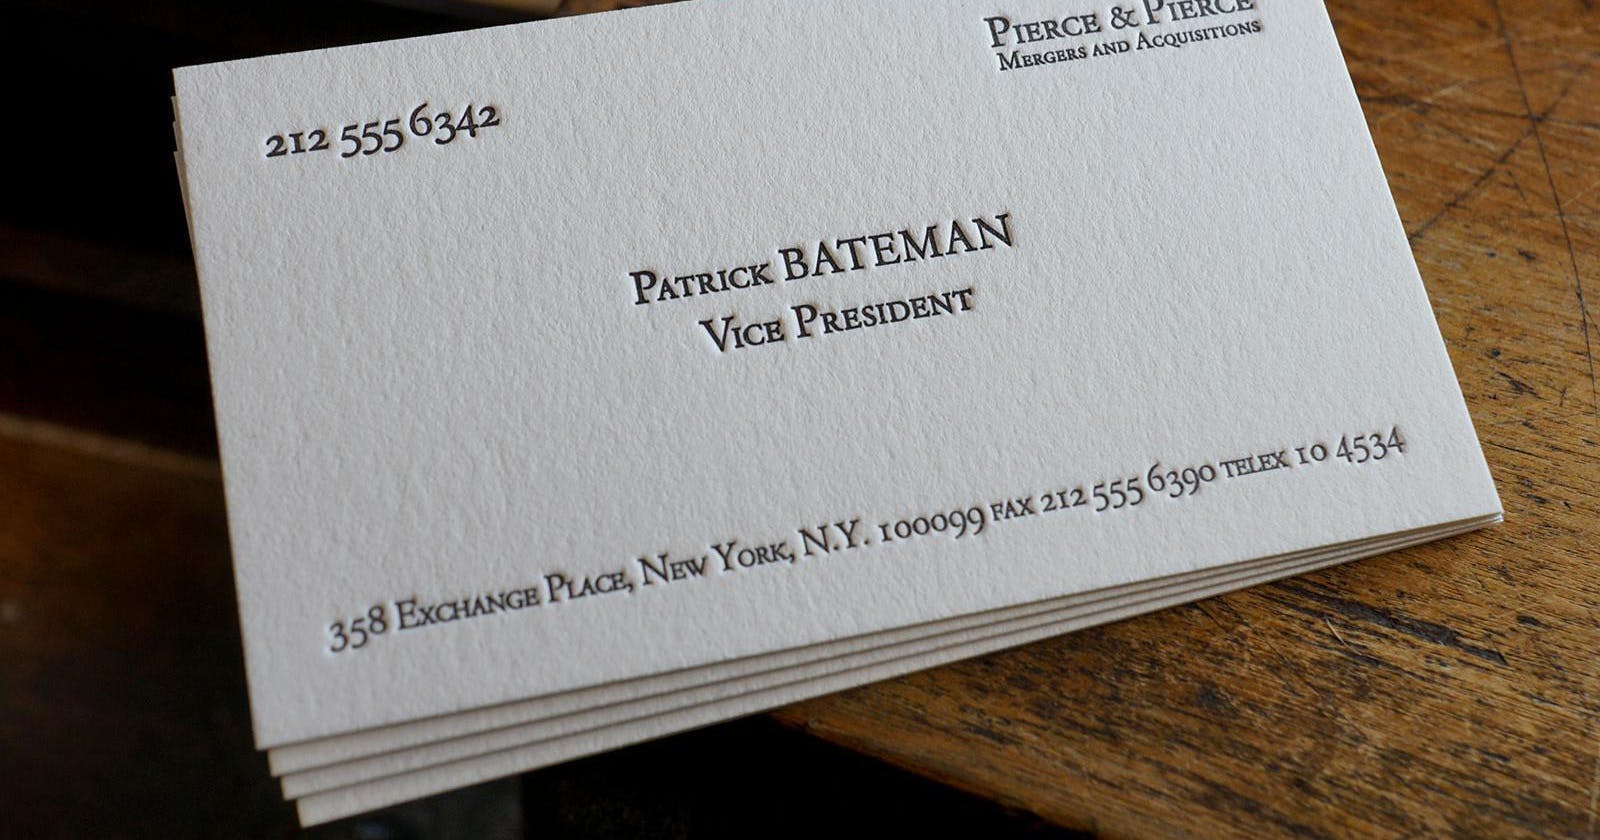 212 555 6342
PIERCE & PIERCE
MERGERS AND ACQUISITIONS
PATRICK BATEMAN
VICE PRESIDENT
358 EXCHANGE PLACE, NEW YORK, N.Y. 100099 FAX 212 555 6390 TELEX 10 4534